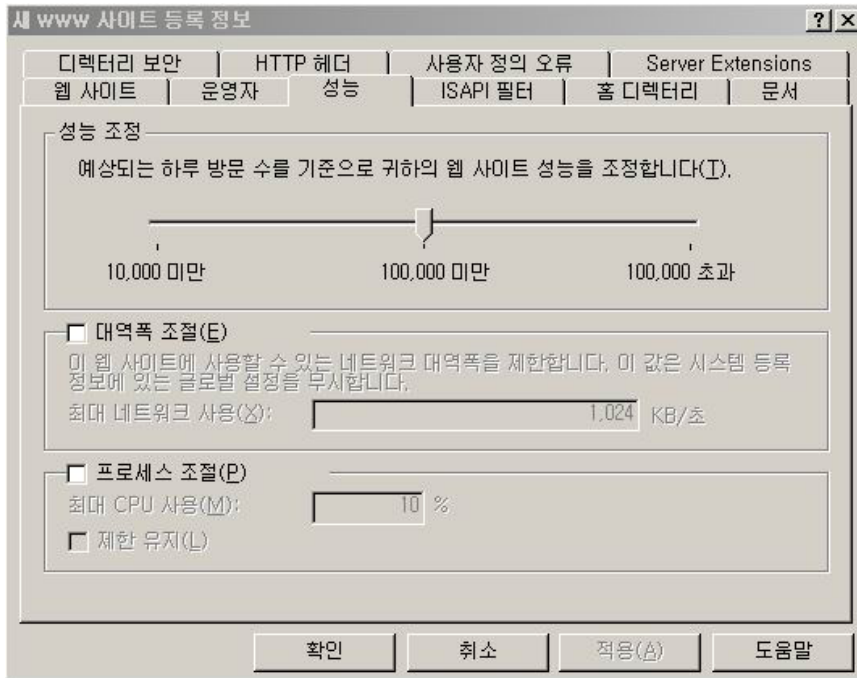 새 www 사이트 등록 정보
디렉터리 보안 HTTP 헤더 사용자 정의 오류 Server Extensions
웹 사이트 운영자 성능 ISAPI 필터 홈 디렉터리 문서
성능 조정
예상되는 하루 방문 수를 기준으로 귀하의 웹 사이트 성능을 조정합니다(T).
10,000 미만 100,000 미만 100,000 초과
대역폭 조절(E)
이 웹 사이트에 사용할 수 있는 네트워크 대역폭을 제한합니다. 이 값은 시스템 등록
정보에 있는 글로벌 설정을 무시합니다.
최대 네트워크 사용(X): 1,024 KB/초
프로세스 조절(P)
최대 CPU 사용(M): 10 %
제한 유지(L)
확인 취소 적용(A) 도움말